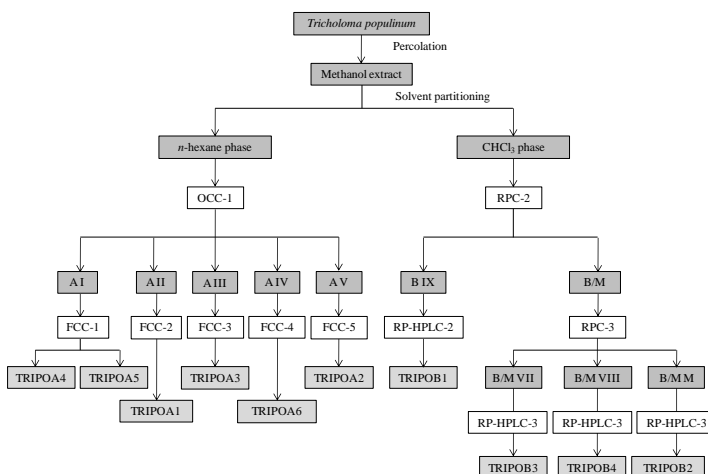 Tricholoma populinum
Percolation
Methanol extract
Solvent partitioning
n-hexane phase
CHCl₃ phase
OCC-1
RPC-2
A I
A II
A III
A IV
A V
B IX
B/M
FCC-1
FCC-2
FCC-3
FCC-4
FCC-5
RP-HPLC-2
RPC-3
TRIPOA4
TRIPOA5
TRIPOA3
TRIPOA2
TRIPOB1
B/M VII
B/M VIII
B/M M
TRIPOA1
TRIPOA6
RP-HPLC-3
RP-HPLC-3
RP-HPLC-3
TRIPOB3
TRIPOB4
TRIPOB2